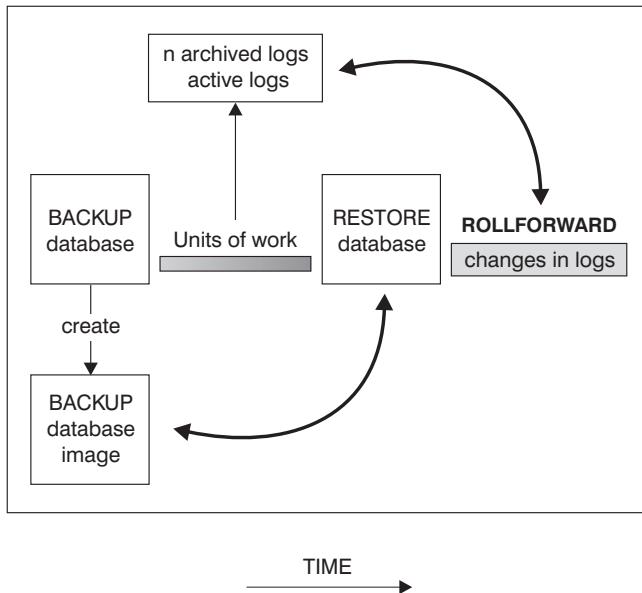 n archived logs
active logs
BACKUP
database
Units of work
RESTORE
database
ROLLFORWARD
changes in logs
create
BACKUP
database
image
TIME